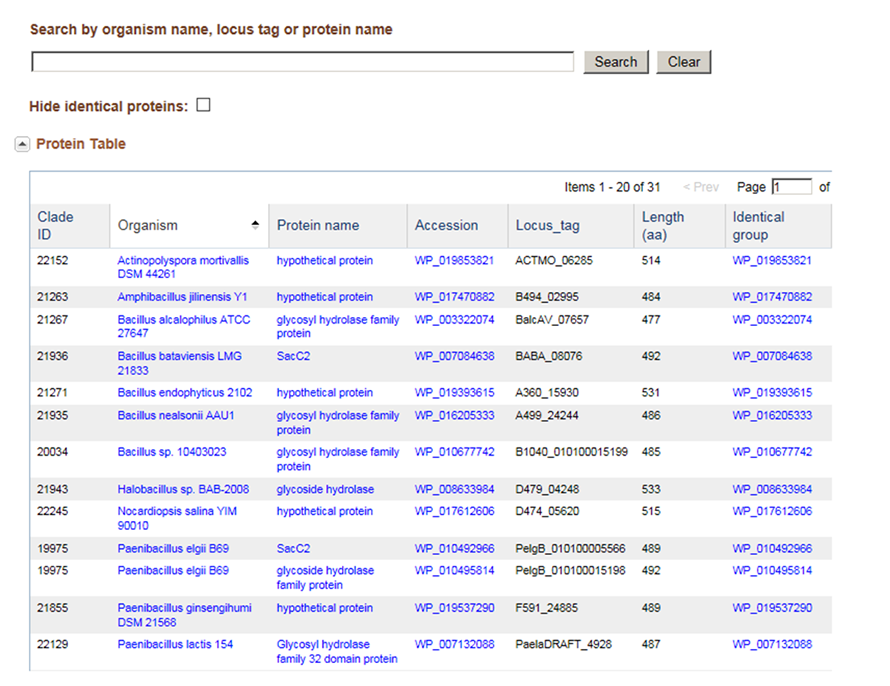 Search by organism name, locus tag or protein name
Search Clear
Hide identical proteins:
Protein Table
Items 1 - 20 of 31 < Prev Page 1 of
Clade ID Organism Protein name Accession Locus_tag Length (aa) Identical group
22152 Actinopolyspora mortivallis DSM 44261 hypothetical protein WP_019853821 ACTMO_06285 514 WP_019853821
21263 Amphibacillus jilinensis Y1 hypothetical protein WP_017470882 B494_02995 484 WP_017470882
21267 Bacillus alcalophilus ATCC 27647 glycosyl hydrolase family protein WP_003322074 BalcAV_07657 477 WP_003322074
21936 Bacillus bataviensis LMG 21833 SacC2 WP_007084638 BABA_08076 492 WP_007084638
21271 Bacillus endophyticus 2102 hypothetical protein WP_019393615 A360_15930 531 WP_019393615
21935 Bacillus nealsonii AAU1 glycosyl hydrolase family protein WP_016205333 A499_24244 486 WP_016205333
20034 Bacillus sp. 10403023 glycosyl hydrolase family protein WP_010677742 B1040_010100015199 485 WP_010677742
21943 Halobacillus sp. BAB-2008 glycoside hydrolase WP_008633984 D479_04248 533 WP_008633984
22245 Nocardiopsis salina YIM 90010 hypothetical protein WP_017612606 D474_05620 515 WP_017612606
19975 Paenibacillus elgii B69 SacC2 WP_010492966 PelgB_010100005566 489 WP_010492966
19975 Paenibacillus elgii B69 glycoside hydrolase family protein WP_010495814 PelgB_010100015198 492 WP_010495814
21855 Paenibacillus ginsengihumi DSM 21568 hypothetical protein WP_019537290 F591_24885 489 WP_019537290
22129 Paenibacillus lactis 154 Glycosyl hydrolase family 32 domain protein WP_007132088 PaelaDRAFT_4928 487 WP_007132088